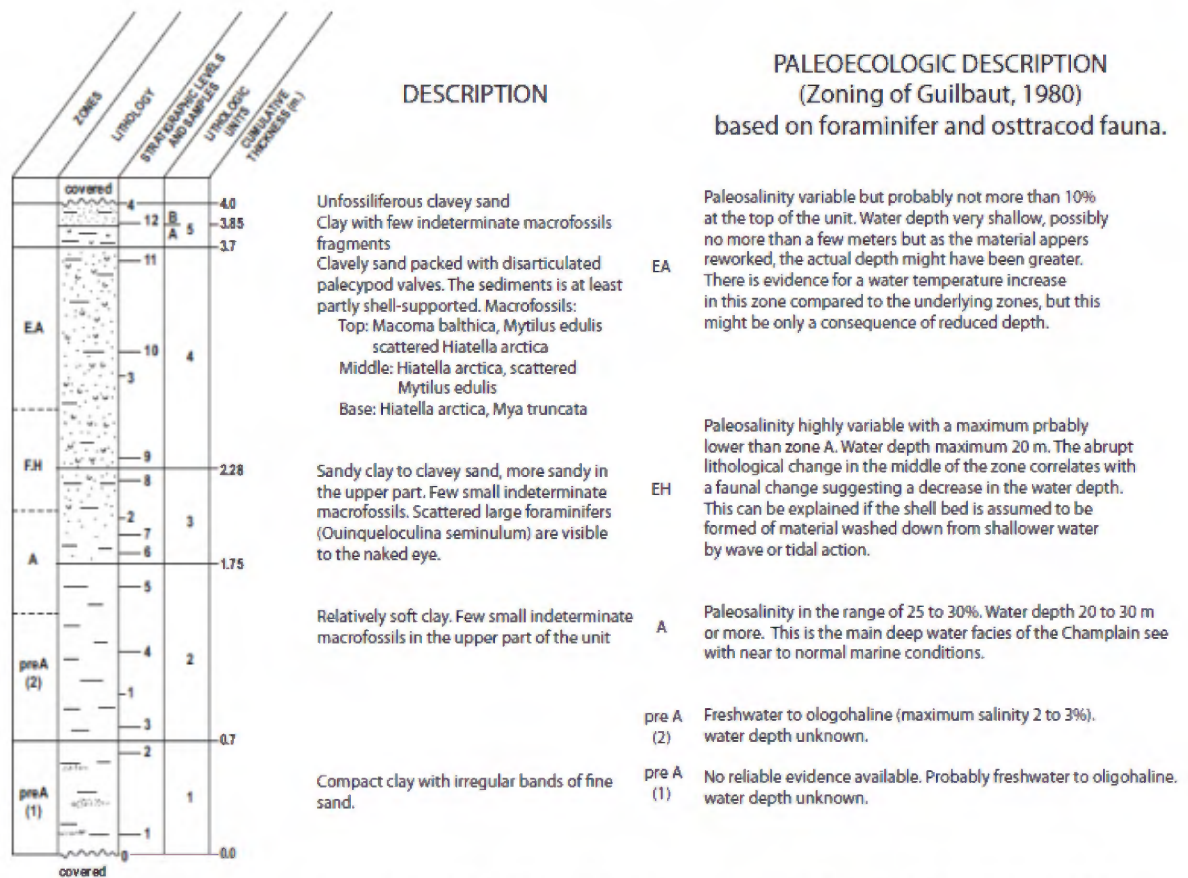 ZONES
LITHOLOGY
STRATIGRAPHIC LEVELS
AND SAMPLES
LITHOLOGIC
UNITS
CUMULATIVE
THICKNESS (m.)
DESCRIPTION
PALEOECOLOGIC DESCRIPTION
(Zoning of Guilbaut, 1980)
based on foraminifer and osttracod fauna.
covered
4
4.0
12
B
A
5
3.85
3.7
11
E.A
10
4
3
F.H
9
2.28
8
2
3
7
6
A
1.75
5
4
2
preA
(2)
1
3
0.7
2
preA
(1)
1
1
0
0.0
covered
Unfossiliferous clavey sand
Clay with few indeterminate macrofossils
fragments
Clavely sand packed with disarticulated
palecypod valves. The sediments is at least
partly shell-supported. Macrofossils:
Top: Macoma balthica, Mytilus edulis
scattered Hiatella arctica
Middle: Hiatella arctica, scattered
Mytilus edulis
Base: Hiatella arctica, Mya truncata
Sandy clay to clavey sand, more sandy in
the upper part. Few small indeterminate
macrofossils. Scattered large foraminifers
(Ouinqueloculina seminulum) are visible
to the naked eye.
Relatively soft clay. Few small indeterminate
macrofossils in the upper part of the unit
Compact clay with irregular bands of fine
sand.
EA
Paleosalinity variable but probably not more than 10%
at the top of the unit. Water depth very shallow, possibly
no more than a few meters but as the material appers
reworked, the actual depth might have been greater.
There is evidence for a water temperature increase
in this zone compared to the underlying zones, but this
might be only a consequence of reduced depth.
EH
Paleosalinity highly variable with a maximum prbably
lower than zone A. Water depth maximum 20 m. The abrupt
lithological change in the middle of the zone correlates with
a faunal change suggesting a decrease in the water depth.
This can be explained if the shell bed is assumed to be
formed of material washed down from shallower water
by wave or tidal action.
A
Paleosalinity in the range of 25 to 30%. Water depth 20 to 30 m
or more. This is the main deep water facies of the Champlain see
with near to normal marine conditions.
pre A
(2)
Freshwater to ologohaline (maximum salinity 2 to 3%).
water depth unknown.
pre A
(1)
No reliable evidence available. Probably freshwater to oligohaline.
water depth unknown.